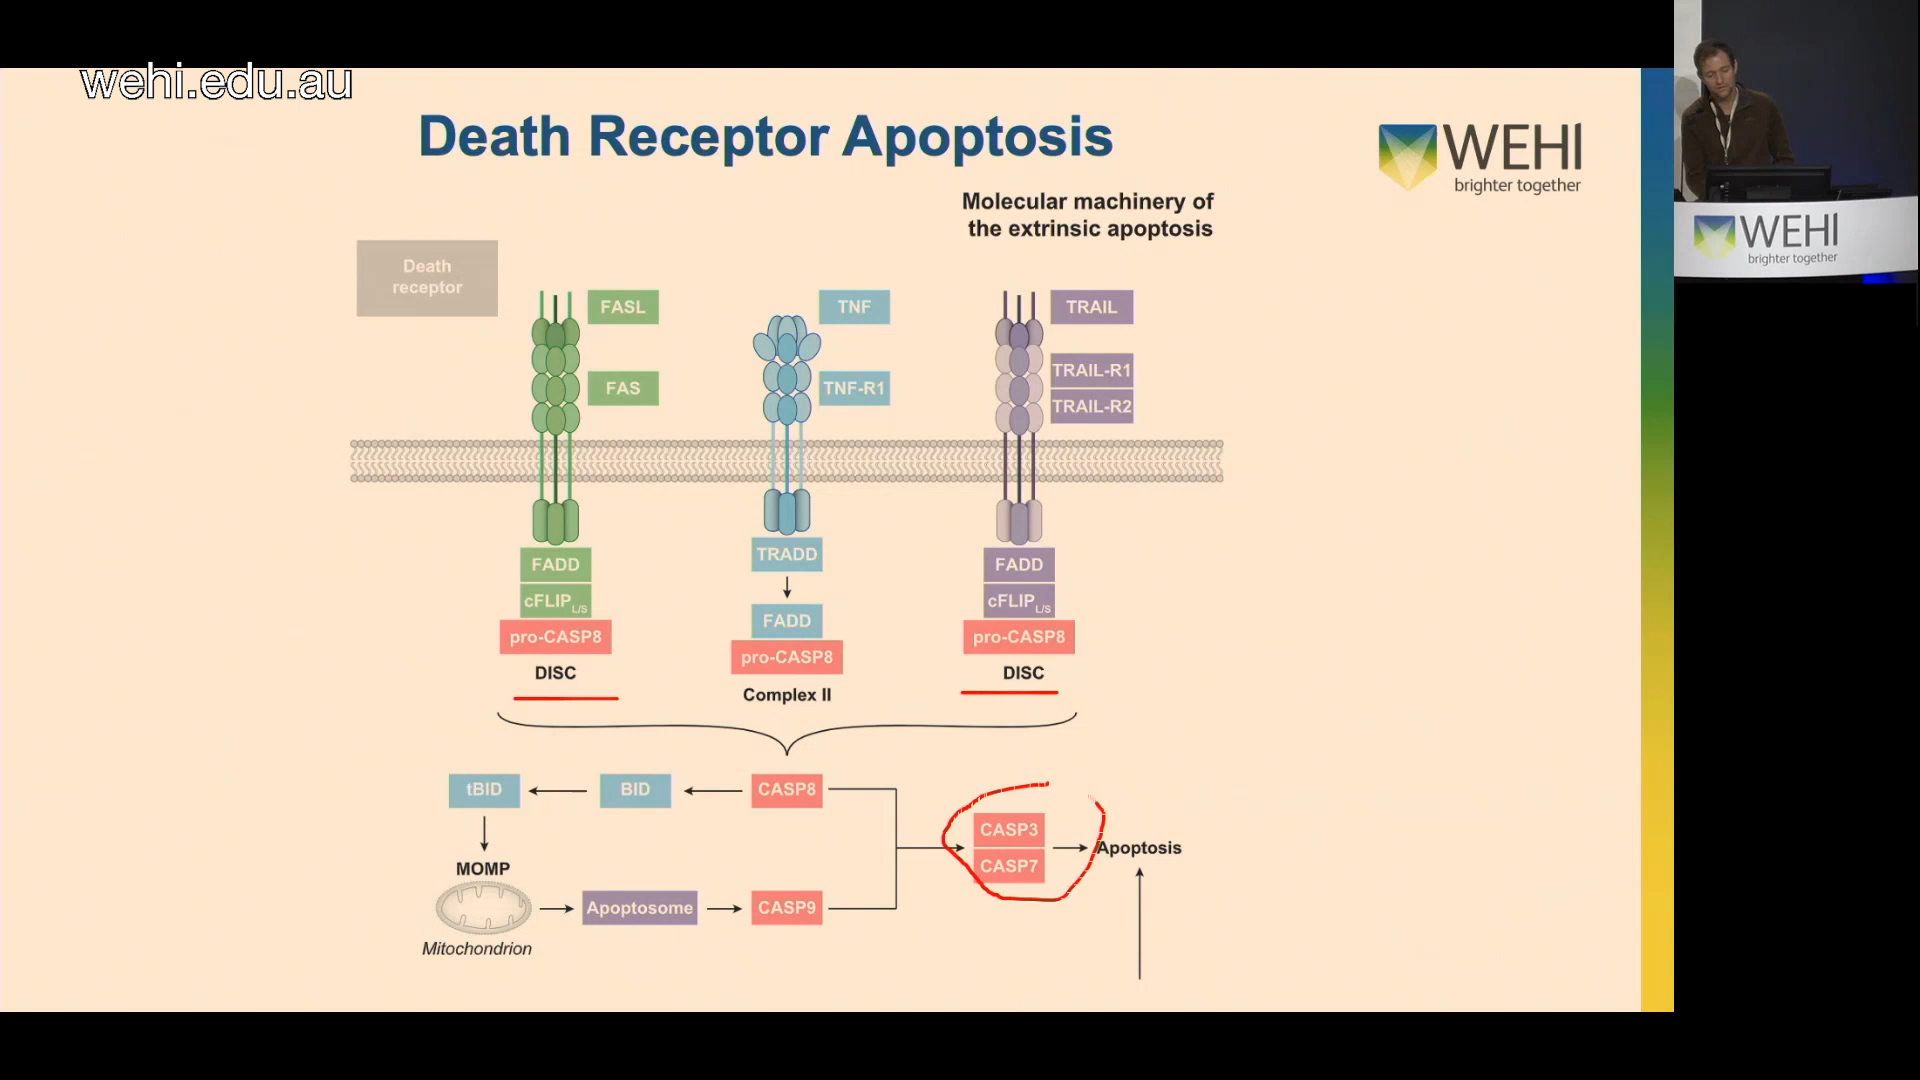 wehi.edu.au
Death Receptor Apoptosis
WEHI
brighter together
Molecular machinery of
the extrinsic apoptosis
Death
receptor
FASL
TNF
TRAIL
FAS
TNF-R1
TRAIL-R1
TRAIL-R2
FADD
TRADD
FADD
cFLIP L/S
FADD
cFLIP L/S
pro-CASP8
pro-CASP8
pro-CASP8
DISC
Complex II
DISC
tBID
BID
CASP8
CASP3
CASP7
Apoptosis
MOMP
Apoptosome
CASP9
Mitochondrion
WEHI
brighter together